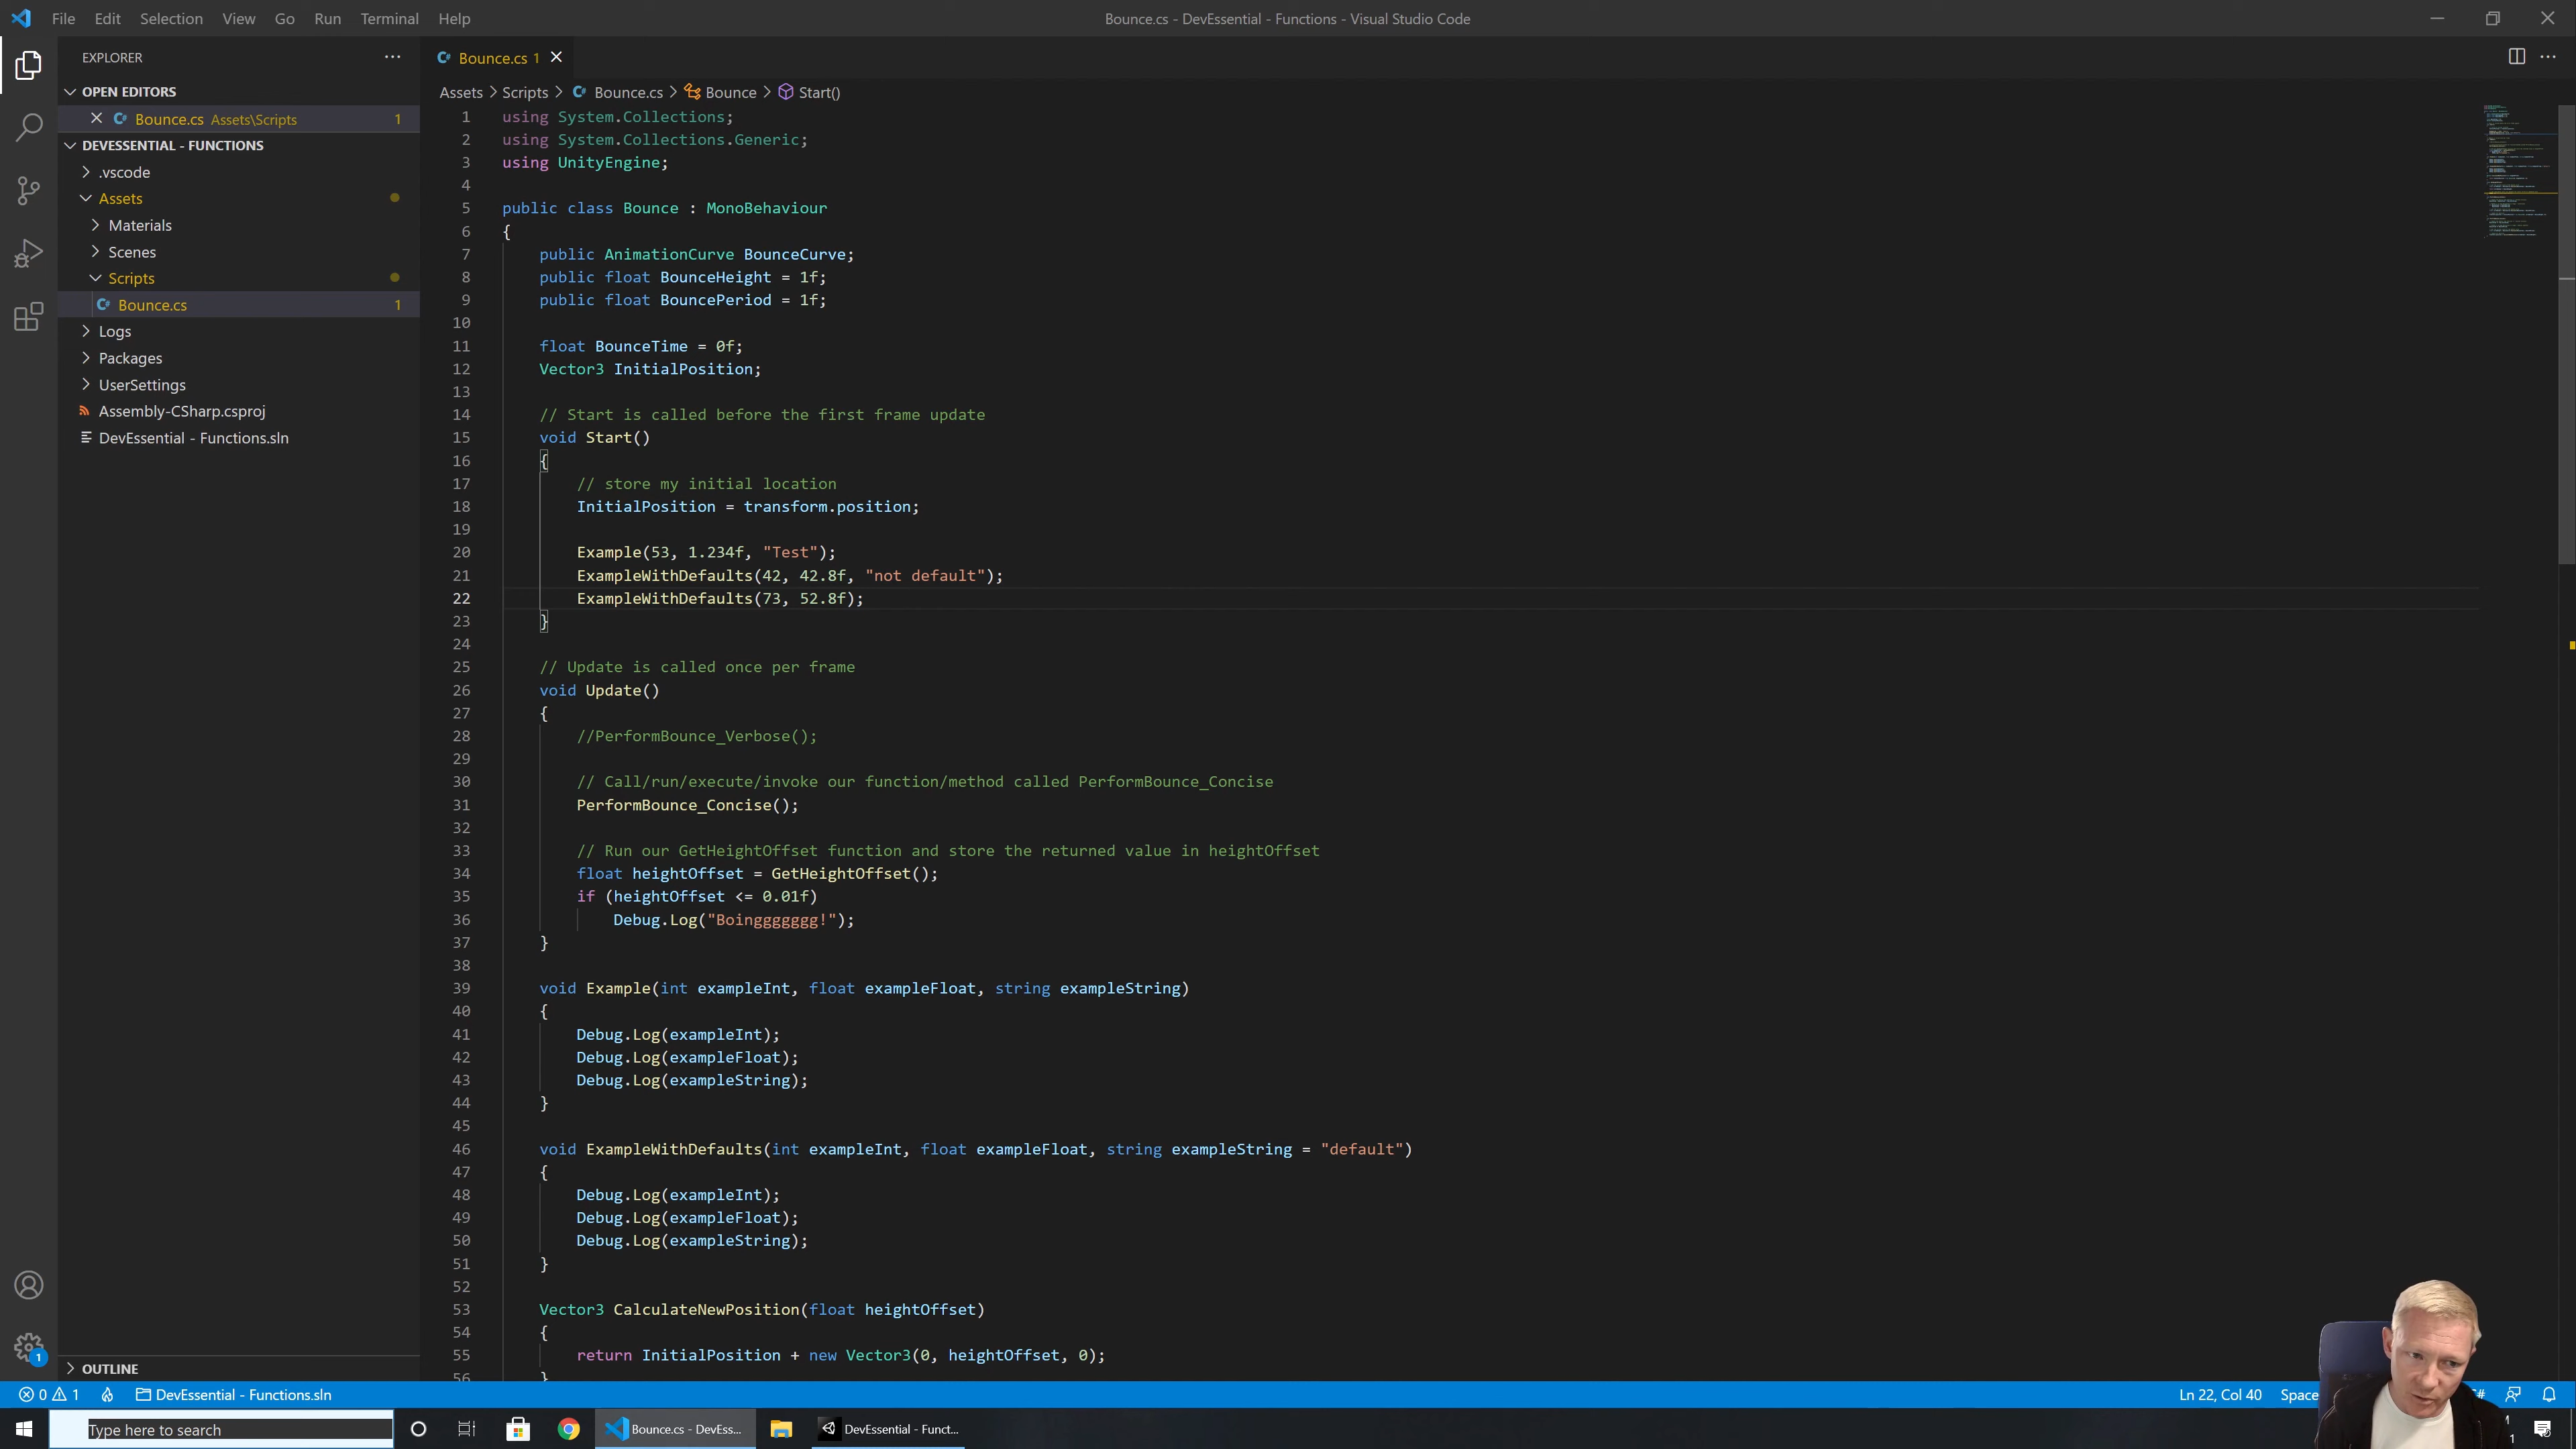 File Edit Selection View Go Run Terminal Help
Bounce.cs - DevEssential - Functions - Visual Studio Code
EXPLORER
OPEN EDITORS
Bounce.cs Assets\Scripts 1
DEVESSENTIAL - FUNCTIONS
.vscode
Assets
Materials
Scenes
Scripts
Bounce.cs 1
Logs
Packages
UserSettings
Assembly-CSharp.csproj
DevEssential - Functions.sln
OUTLINE
Bounce.cs 1
Assets > Scripts > Bounce.cs > Bounce > Start()
1 using System.Collections;
2 using System.Collections.Generic;
3 using UnityEngine;
4
5 public class Bounce : MonoBehaviour
6 {
7 public AnimationCurve BounceCurve;
8 public float BounceHeight = 1f;
9 public float BouncePeriod = 1f;
10
11 float BounceTime = 0f;
12 Vector3 InitialPosition;
13
14 // Start is called before the first frame update
15 void Start()
16 {
17 // store my initial location
18 InitialPosition = transform.position;
19
20 Example(53, 1.234f, "Test");
21 ExampleWithDefaults(42, 42.8f, "not default");
22 ExampleWithDefaults(73, 52.8f);
23 }
24
25 // Update is called once per frame
26 void Update()
27 {
28 //PerformBounce_Verbose();
29
30 // Call/run/execute/invoke our function/method called PerformBounce_Concise
31 PerformBounce_Concise();
32
33 // Run our GetHeightOffset function and store the returned value in heightOffset
34 float heightOffset = GetHeightOffset();
35 if (heightOffset <= 0.01f)
36 Debug.Log("Boinggggggg!");
37 }
38
39 void Example(int exampleInt, float exampleFloat, string exampleString)
40 {
41 Debug.Log(exampleInt);
42 Debug.Log(exampleFloat);
43 Debug.Log(exampleString);
44 }
45
46 void ExampleWithDefaults(int exampleInt, float exampleFloat, string exampleString = "default")
47 {
48 Debug.Log(exampleInt);
49 Debug.Log(exampleFloat);
50 Debug.Log(exampleString);
51 }
52
53 Vector3 CalculateNewPosition(float heightOffset)
54 {
55 return InitialPosition + new Vector3(0, heightOffset, 0);
56 }
1
0 1 DevEssential - Functions.sln
Ln 22, Col 40
Type here to search
Bounce.cs - DevEss...
DevEssential - Funct...